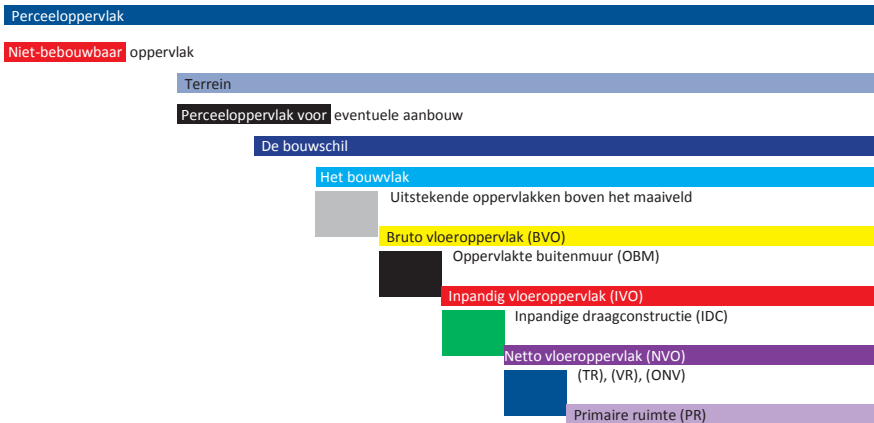 Perceeloppervlak
Niet-bebouwbaar oppervlak
Terrein
Perceeloppervlak voor eventuele aanbouw
De bouwschil
Het bouwvlak
Uitstekende oppervlakken boven het maaiveld
Bruto vloeroppervlak (BVO)
Oppervlakte buitenmuur (OBM)
Inpandig vloeroppervlak (IVO)
Inpandige draagconstructie (IDC)
Netto vloeroppervlak (NVO)
(TR), (VR), (ONV)
Primaire ruimte (PR)